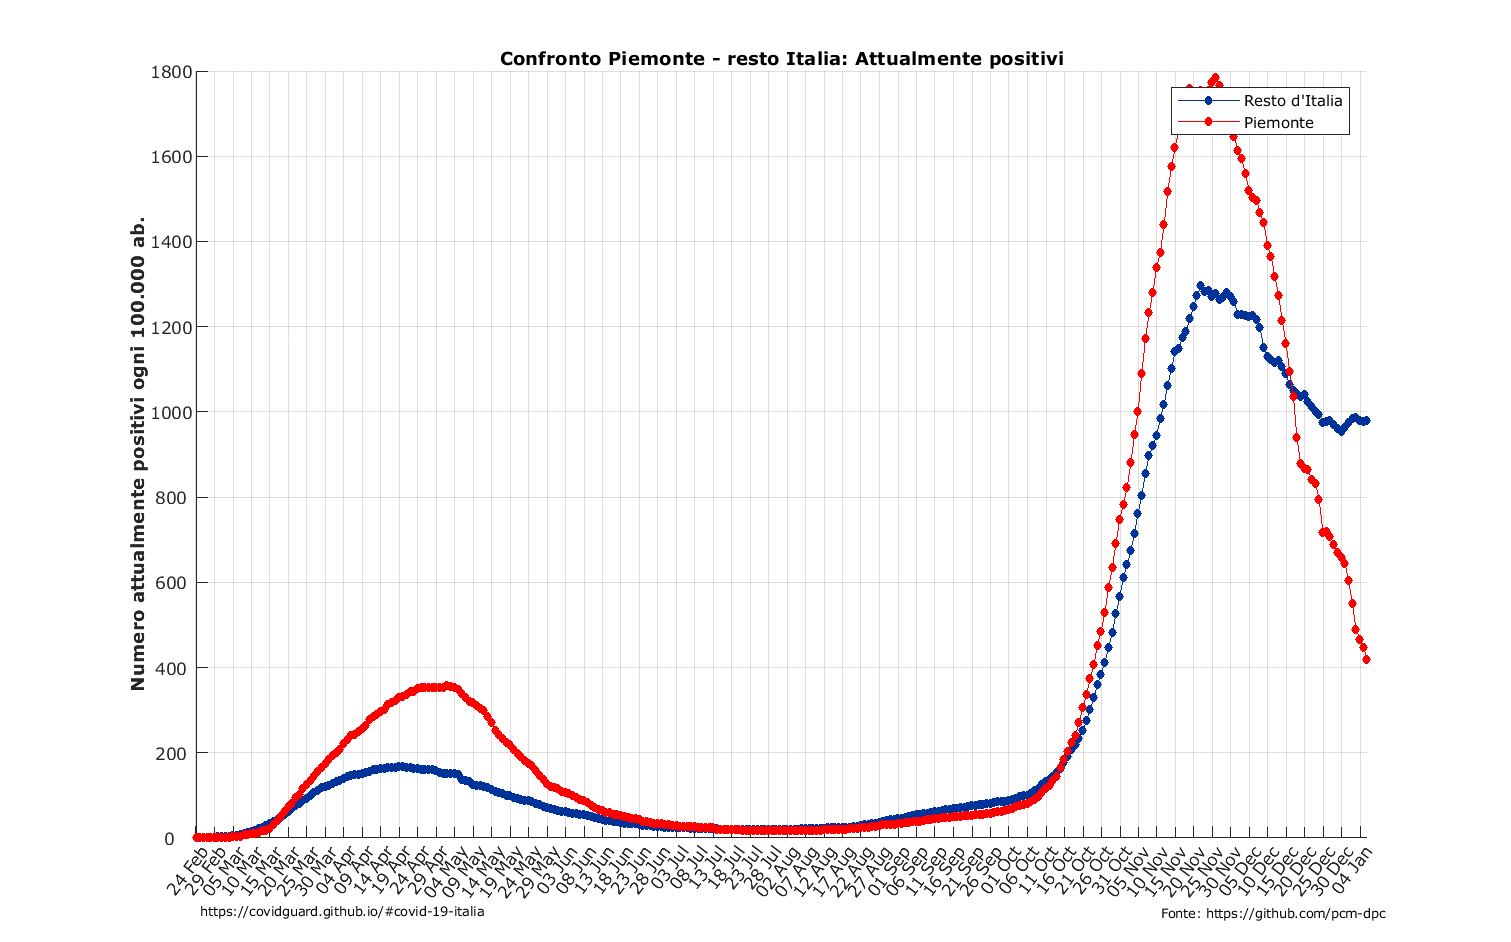 Confronto Piemonte - resto Italia: Attualmente positivi
Numero attualmente positivi ogni 100.000 ab.
1800
1600
1400
1200
1000
800
600
400
200
0
Resto d'Italia
Piemonte
24 Feb
29 Feb
05 Mar
10 Mar
15 Mar
20 Mar
25 Mar
30 Mar
04 Apr
09 Apr
14 Apr
19 Apr
24 Apr
29 Apr
04 May
09 May
14 May
19 May
24 May
29 May
03 Jun
08 Jun
13 Jun
18 Jun
23 Jun
28 Jun
03 Jul
08 Jul
13 Jul
18 Jul
23 Jul
28 Jul
02 Aug
07 Aug
12 Aug
17 Aug
22 Aug
27 Aug
01 Sep
06 Sep
11 Sep
16 Sep
21 Sep
26 Sep
01 Oct
06 Oct
11 Oct
16 Oct
21 Oct
26 Oct
31 Oct
05 Nov
10 Nov
15 Nov
20 Nov
25 Nov
30 Nov
05 Dec
10 Dec
15 Dec
20 Dec
25 Dec
30 Dec
04 Jan
https://covidguard.github.io/#covid-19-italia
Fonte: https://github.com/pcm-dpc